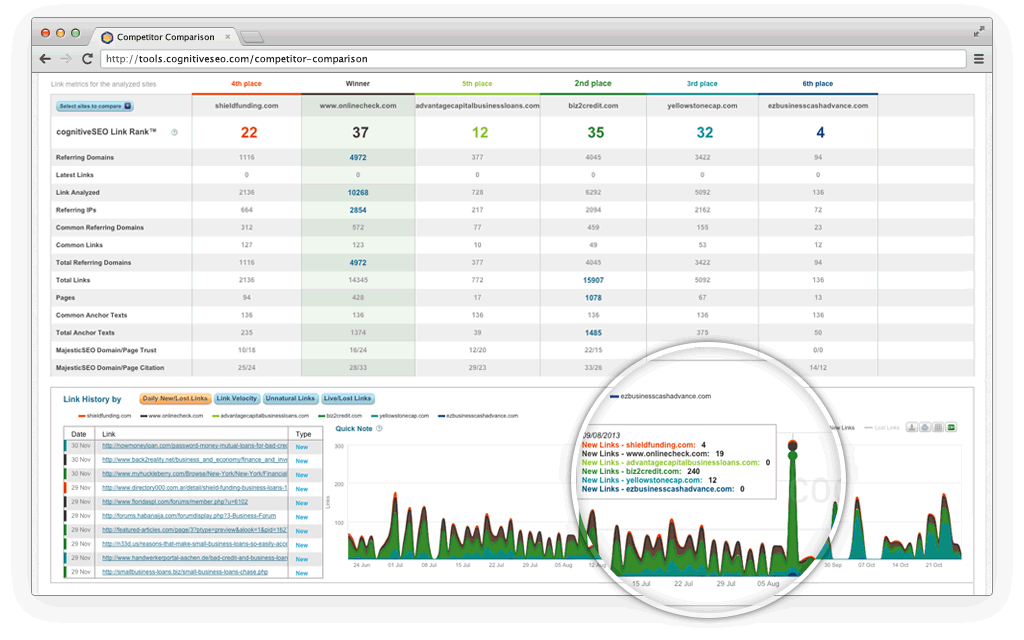 Competitor Comparison ×
http://tools.cognitiveseo.com/competitor-comparison
Link metrics for the analyzed sites 4th place Winner 5th place 2nd place 3rd place 6th place
Select sites to compare shieldfunding.com www.onlinecheck.com advantagecapitalbusinessloans.com biz2credit.com yellowstonecap.com ezbusinesscashadvance.com
cognitiveSEO Link Rank™ ? 22 37 12 35 32 4
Referring Domains 1116 4972 377 4045 3422 94
Latest Links 0 0 0 0 0 0
Link Analyzed 2136 10268 728 6292 5092 136
Referring IPs 664 2854 217 2094 2162 72
Common Referring Domains 312 572 77 459 155 23
Common Links 127 123 10 49 53 12
Total Referring Domains 1116 4972 377 4045 3422 94
Total Links 2136 14345 772 15907 5092 136
Pages 94 428 17 1078 67 13
Common Anchor Texts 136 136 136 136 136 136
Total Anchor Texts 235 1374 39 1485 375 50
MajesticSEO Domain/Page Trust 10/18 16/24 12/20 22/15 0/0
MajesticSEO Domain/Page Citation 25/24 28/33 29/23 33/26 14/12
Link History by Daily New/Lost Links Link Velocity Unnatural Links Live/Lost Links
shieldfunding.com www.onlinecheck.com advantagecapitalbusinessloans.com biz2credit.com yellowstonecap.com ezbusinesscashadvance.com
ezbusinesscashadvance.com
Date Link Type
Quick Note ?
New Links Lost Links
30 Nov http://nowmoneyloan.com/password-money-mutual-loans-for-bad-cred New
30 Nov http://www.back2reality.net/business_and_economy/finance_and_inve New
30 Nov http://www.myhuckleberry.com/Browse/New-York/New-York/Financial New
29 Nov http://www.directory000.com.ar/detail/shield-funding-business-loans-1 New
29 Nov http://www.floridaspl.com/forums/member.php?u=6102 New
29 Nov http://forums.habanaja.com/forumdisplay.php?3-Business-Forum New
29 Nov http://featured-articles.com/page/3?ptype=preview&alook=1&pid=162 New
29 Nov http://n33d.us/reasons-that-make-small-business-loans-so-easily-acce New
29 Nov http://www.handwerkerportal-aachen.de/bad-credit-and-business-loan New
29 Nov http://smallbusiness-loans.biz/small-business-loans-chase.php New
300
200
100
Links
24 Jun 01 Jul 08 Jul 15 Jul 22 Jul 29 Jul 05 Aug 12 Aug 30 Sep 07 Oct 14 Oct 21 Oct
09/08/2013
New Links - shieldfunding.com: 4
New Links - www.onlinecheck.com: 19
New Links - advantagecapitalbusinessloans.com: 0
New Links - biz2credit.com: 240
New Links - yellowstonecap.com: 12
New Links - ezbusinesscashadvance.com: 0
15 Jul 22 Jul 29 Jul 05 Aug